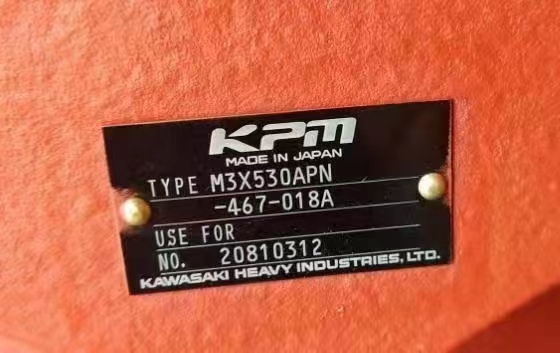 KPM
MADE IN JAPAN
TYPE M3X530APN
-467-018A
USE FOR
NO. 20810312
KAWASAKI HEAVY INDUSTRIES, LTD.